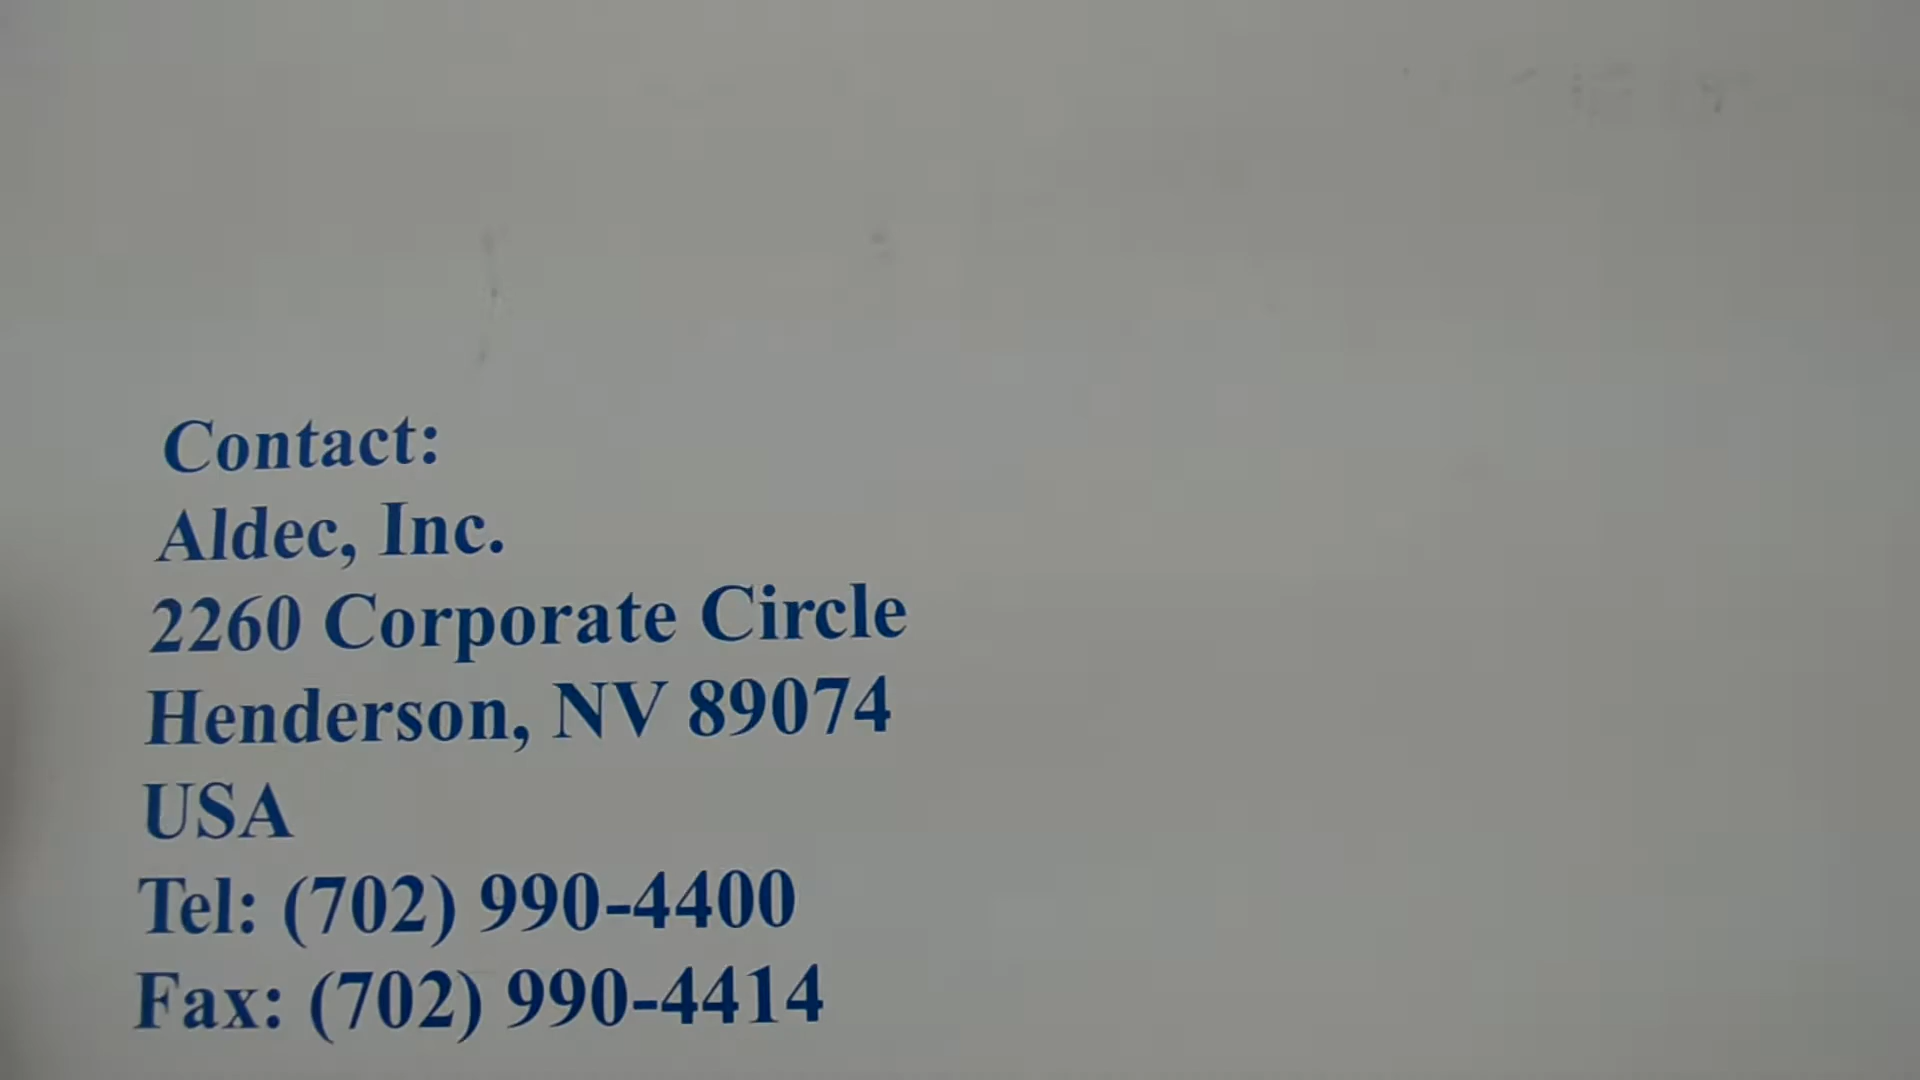 Contact:
Aldec, Inc.
2260 Corporate Circle
Henderson, NV 89074
USA
Tel: (702) 990-4400
Fax: (702) 990-4414